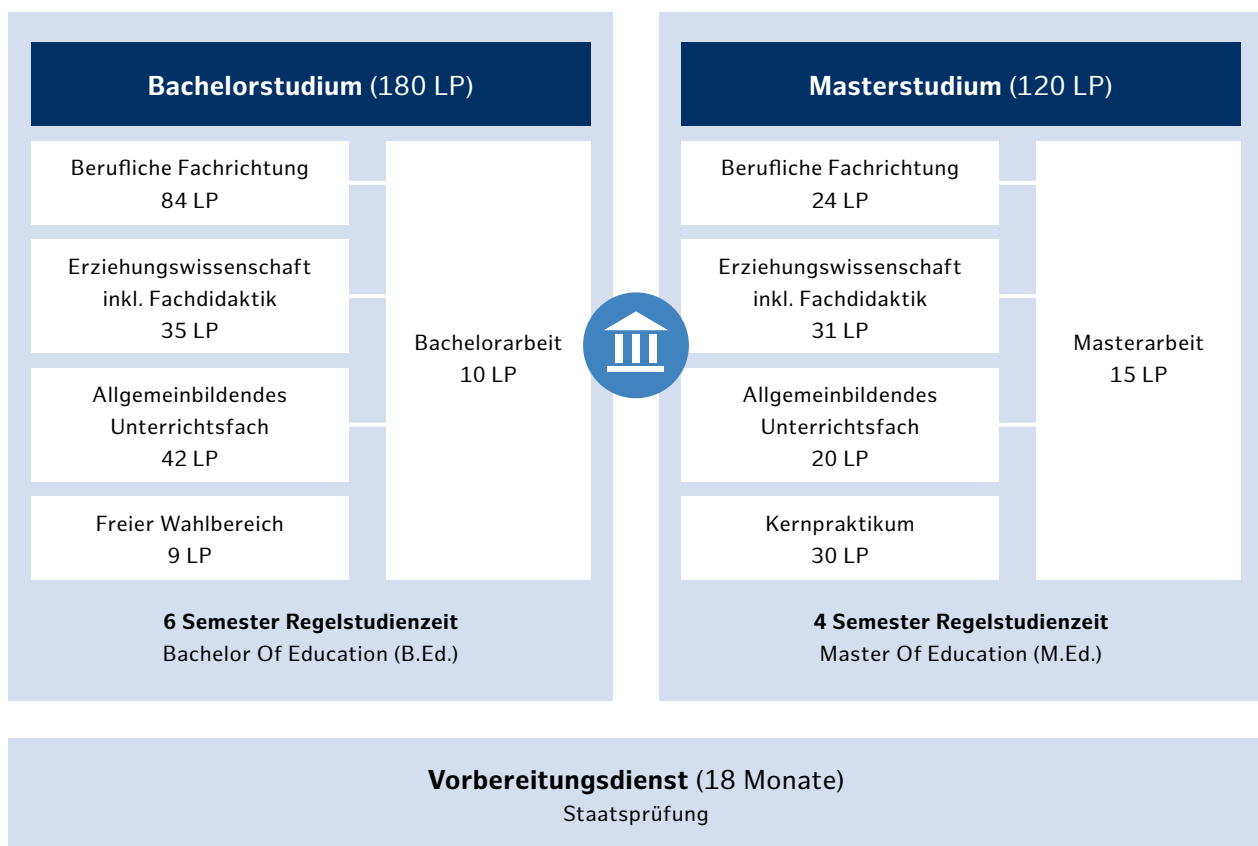 Bachelorstudium (180 LP)
Berufliche Fachrichtung
84 LP
Erziehungswissenschaft
inkl. Fachdidaktik
35 LP
Allgemeinbildendes
Unterrichtsfach
42 LP
Freier Wahlbereich
9 LP
Bachelorarbeit
10 LP
6 Semester Regelstudienzeit
Bachelor Of Education (B.Ed.)
Masterstudium (120 LP)
Berufliche Fachrichtung
24 LP
Erziehungswissenschaft
inkl. Fachdidaktik
31 LP
Allgemeinbildendes
Unterrichtsfach
20 LP
Kernpraktikum
30 LP
Masterarbeit
15 LP
4 Semester Regelstudienzeit
Master Of Education (M.Ed.)
Vorbereitungsdienst (18 Monate)
Staatsprüfung